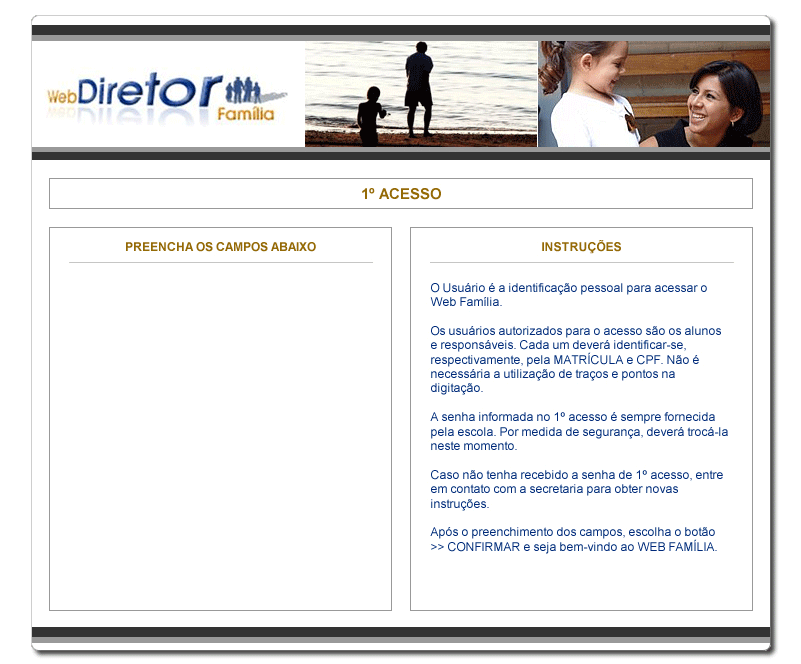 WebDiretor
Família
1º ACESSO
PREENCHA OS CAMPOS ABAIXO
INSTRUÇÕES
O Usuário é a identificação pessoal para acessar o
Web Família.
Os usuários autorizados para o acesso são os alunos
e responsáveis. Cada um deverá identificar-se,
respectivamente, pela MATRÍCULA e CPF. Não é
necessária a utilização de traços e pontos na
digitação.
A senha informada no 1º acesso é sempre fornecida
pela escola. Por medida de segurança, deverá trocá-la
neste momento.
Caso não tenha recebido a senha de 1º acesso, entre
em contato com a secretaria para obter novas
instruções.
Após o preenchimento dos campos, escolha o botão
>> CONFIRMAR e seja bem-vindo ao WEB FAMÍLIA.